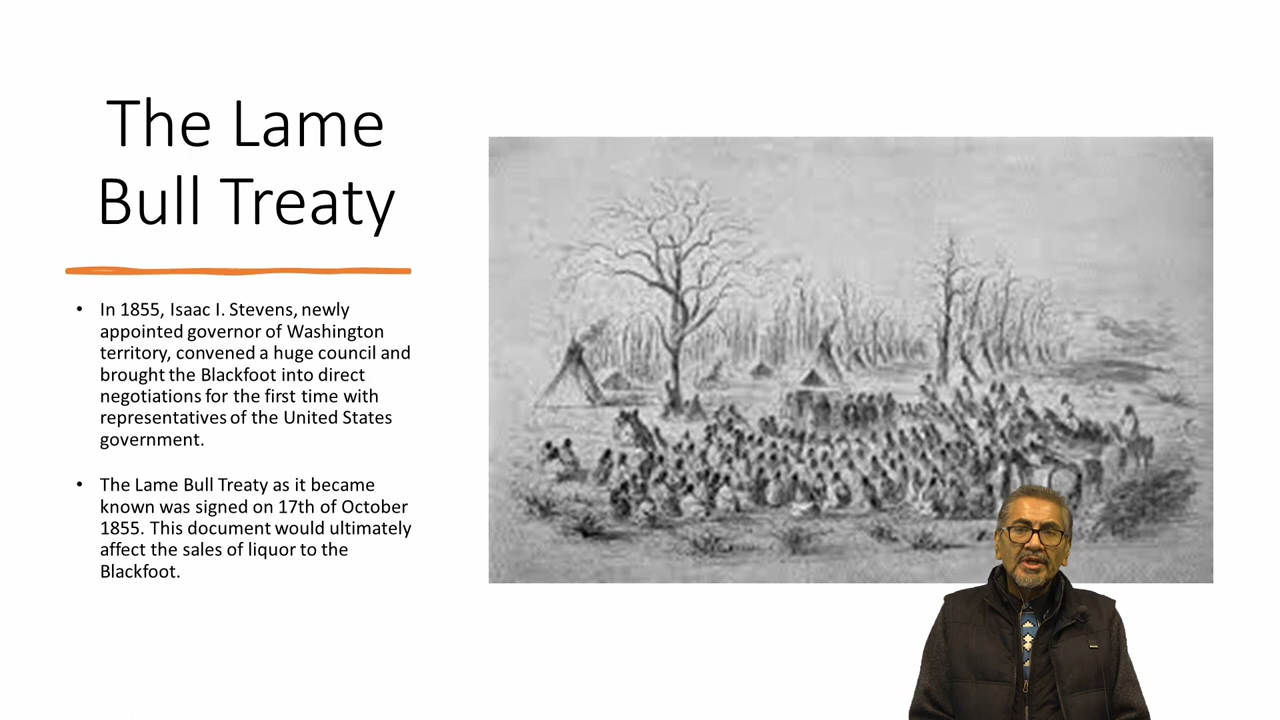 The Lame
Bull Treaty
• In 1855, Isaac I. Stevens, newly
appointed governor of Washington
territory, convened a huge council and
brought the Blackfoot into direct
negotiations for the first time with
representatives of the United States
government.
• The Lame Bull Treaty as it became
known was signed on 17th of October
1855. This document would ultimately
affect the sales of liquor to the
Blackfoot.